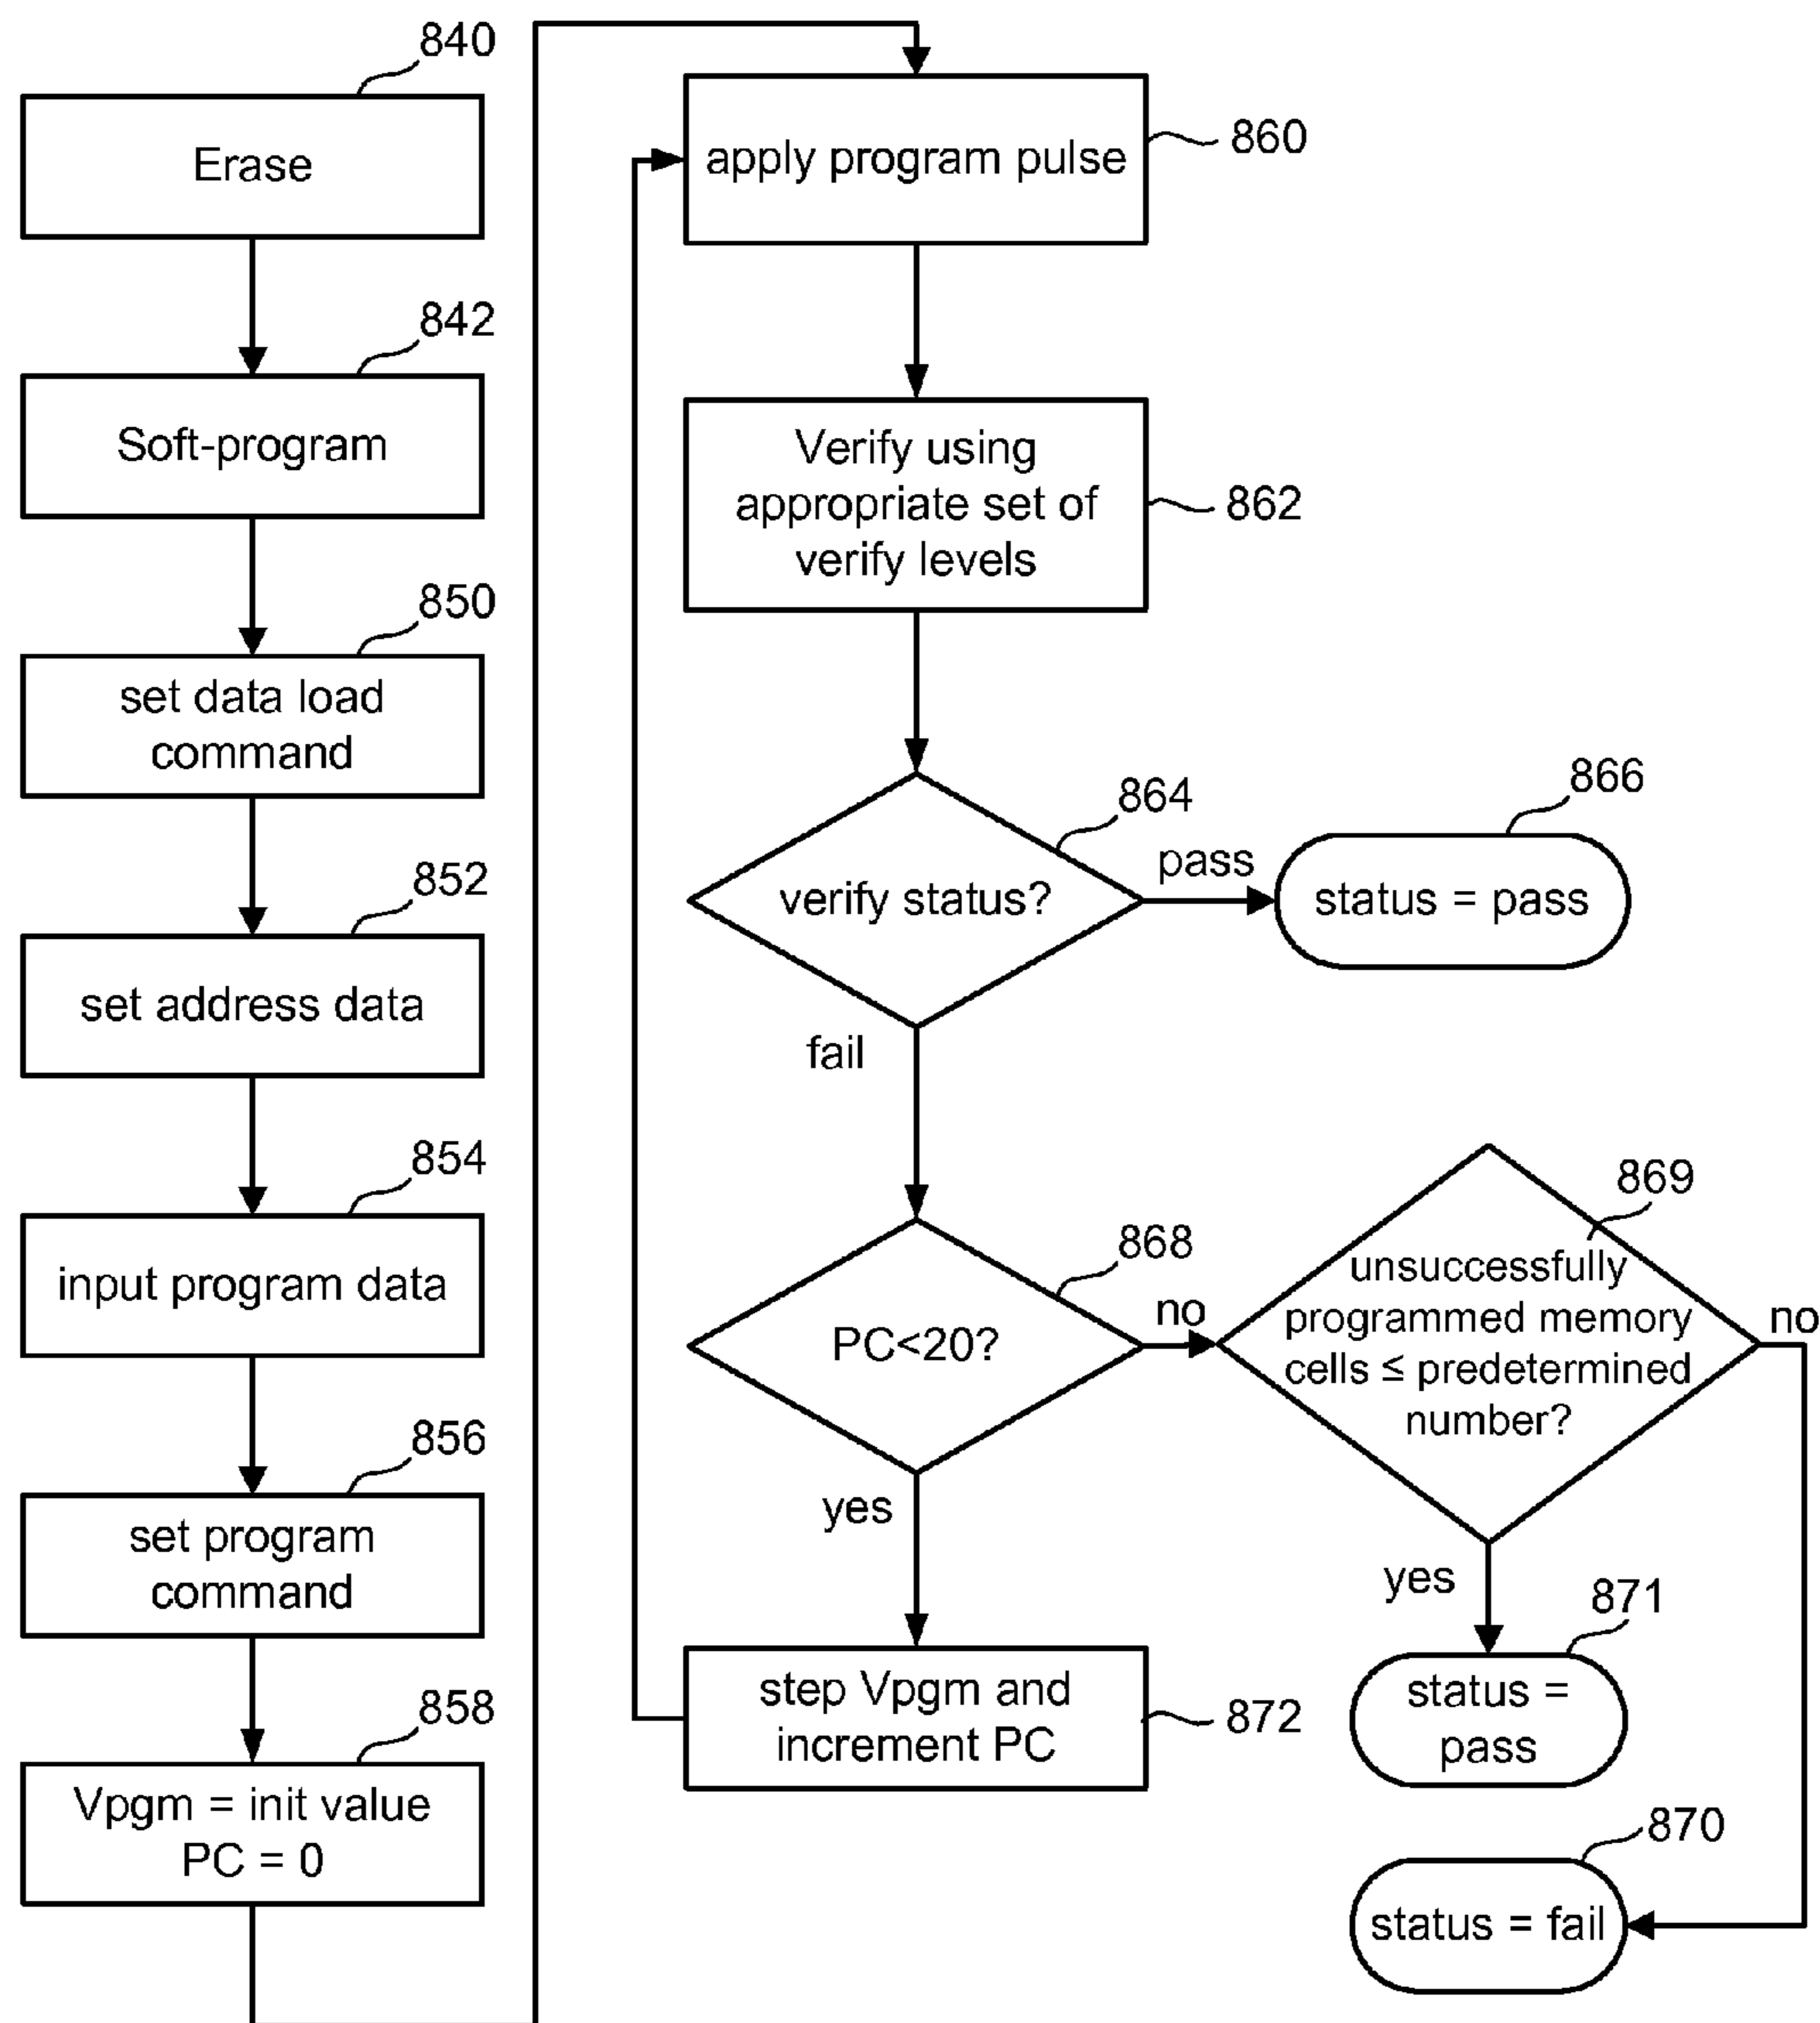 840
Erase
842
Soft-program
850
set data load
command
852
set address data
854
input program data
856
set program
command
858
Vpgm = init value
PC = 0
apply program pulse
860
Verify using
appropriate set of
verify levels
862
864
verify status?
pass
866
status = pass
fail
868
PC<20?
no
869
unsuccessfully
programmed memory
cells ≤ predetermined
number?
no
yes
step Vpgm and
increment PC
872
yes
871
status =
pass
870
status = fail